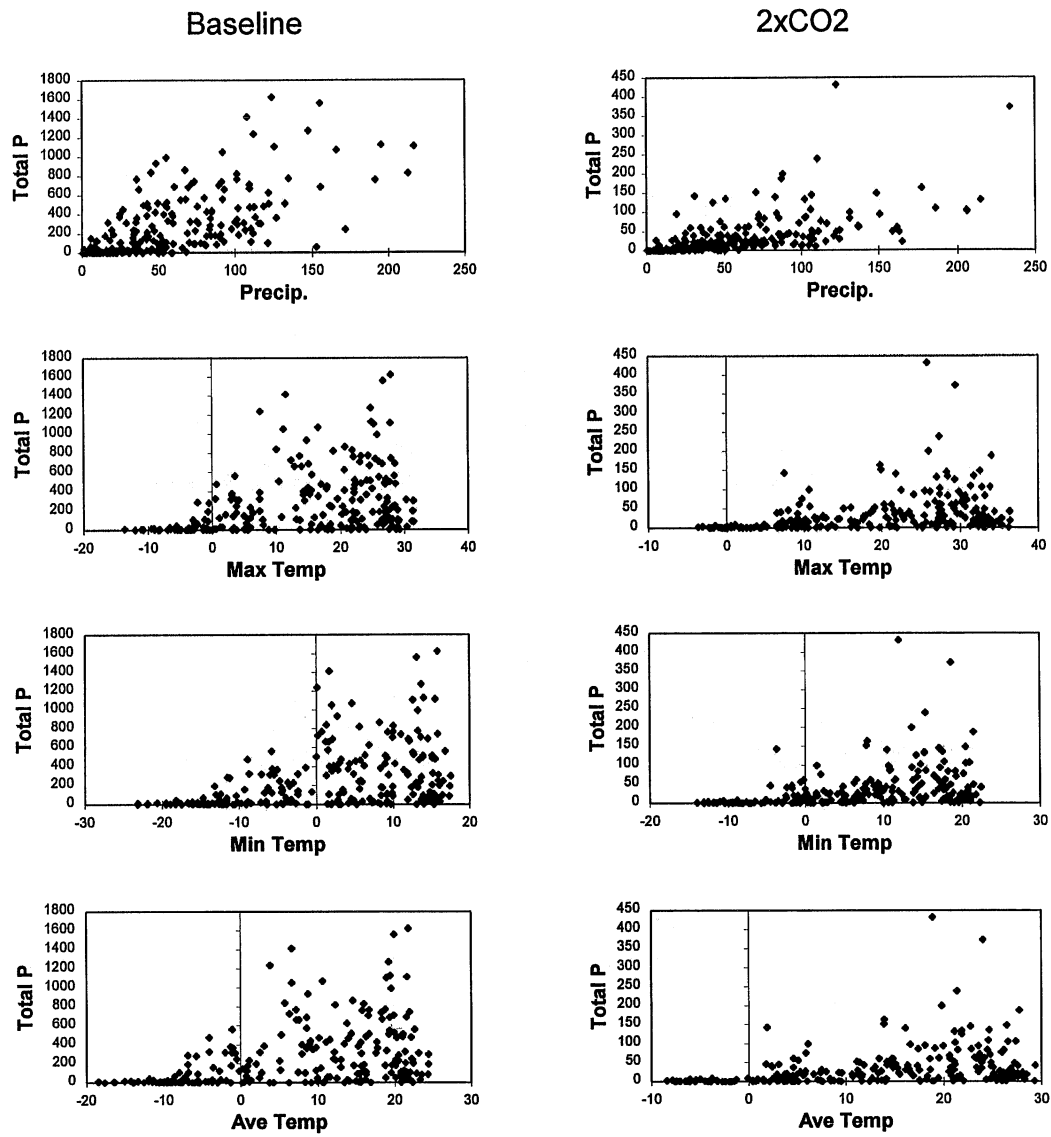 Baseline 2xCO2
1800 1600 1400 1200 1000 800 600 400 200 0
Total P
0 50 100 150 200 250
Precip.
450 400 350 300 250 200 150 100 50 0
Total P
0 50 100 150 200 250
Precip.
1800 1600 1400 1200 1000 800 600 400 200 0
Total P
-20 -10 0 10 20 30 40
Max Temp
450 400 350 300 250 200 150 100 50 0
Total P
-10 0 10 20 30 40
Max Temp
1800 1600 1400 1200 1000 800 600 400 200 0
Total P
-30 -20 -10 0 10 20
Min Temp
450 400 350 300 250 200 150 100 50 0
Total P
-20 -10 0 10 20 30
Min Temp
1800 1600 1400 1200 1000 800 600 400 200 0
Total P
-20 -10 0 10 20 30
Ave Temp
450 400 350 300 250 200 150 100 50 0
Total P
-10 0 10 20 30
Ave Temp